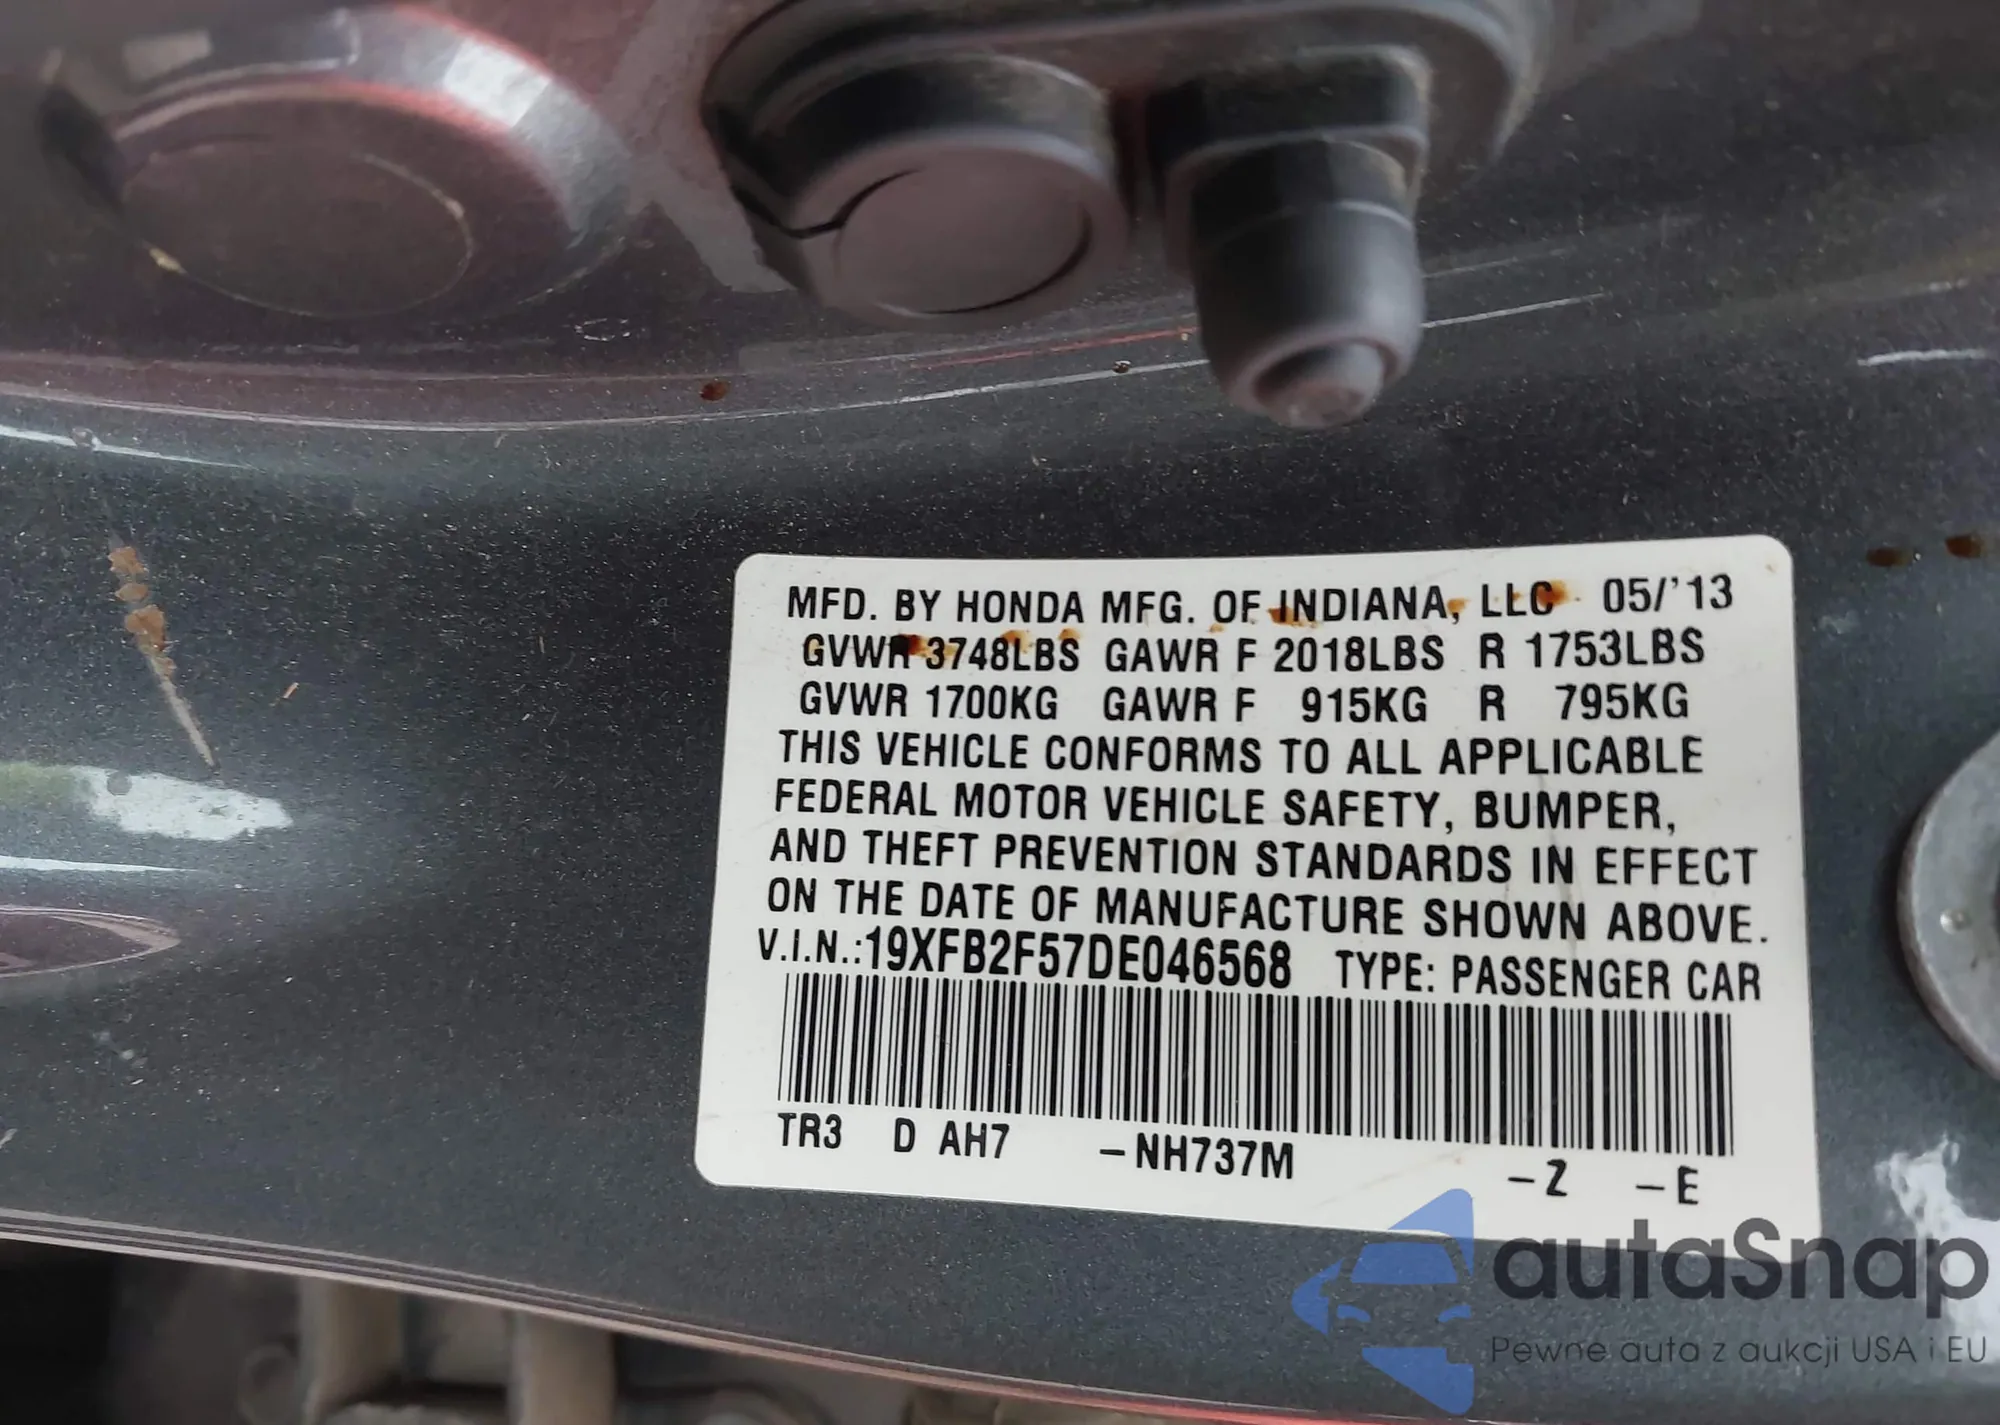 MFD. BY HONDA MFG. OF INDIANA, LLC 05/'13
GVWR 3748LBS GAWR F 2018LBS R 1753LBS
GVWR 1700KG GAWR F 915KG R 795KG
THIS VEHICLE CONFORMS TO ALL APPLICABLE
FEDERAL MOTOR VEHICLE SAFETY, BUMPER,
AND THEFT PREVENTION STANDARDS IN EFFECT
ON THE DATE OF MANUFACTURE SHOWN ABOVE.
V.I.N.:19XFB2F57DE046568 TYPE: PASSENGER CAR
TR3 D AH7 -NH737M -Z -E
autaSnap
Pewne auta z aukcji USA i EU